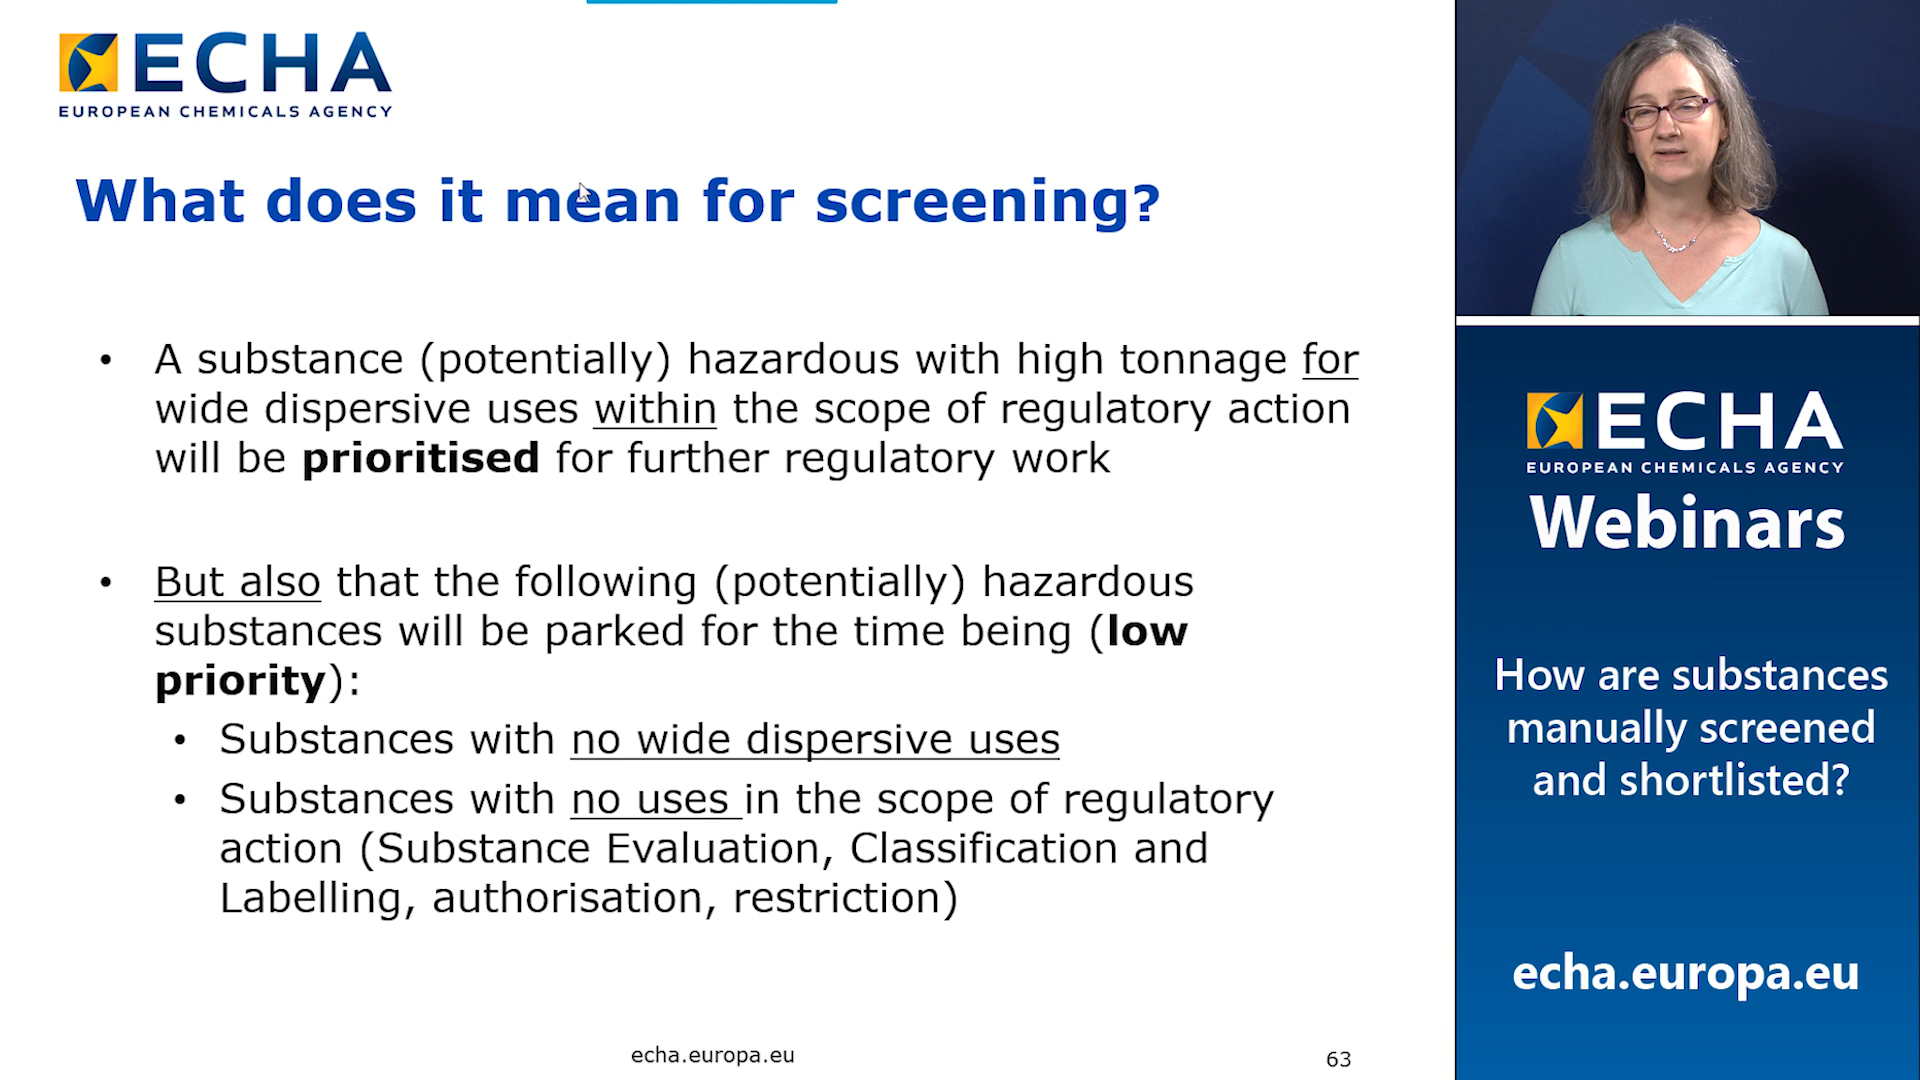 ECHA
EUROPEAN CHEMICALS AGENCY
What does it mean for screening?
• A substance (potentially) hazardous with high tonnage for
wide dispersive uses within the scope of regulatory action
will be prioritised for further regulatory work
• But also that the following (potentially) hazardous
substances will be parked for the time being (low
priority):
• Substances with no wide dispersive uses
• Substances with no uses in the scope of regulatory
action (Substance Evaluation, Classification and
Labelling, authorisation, restriction)
echa.europa.eu
63
ECHA
EUROPEAN CHEMICALS AGENCY
Webinars
How are substances
manually screened
and shortlisted?
echa.europa.eu